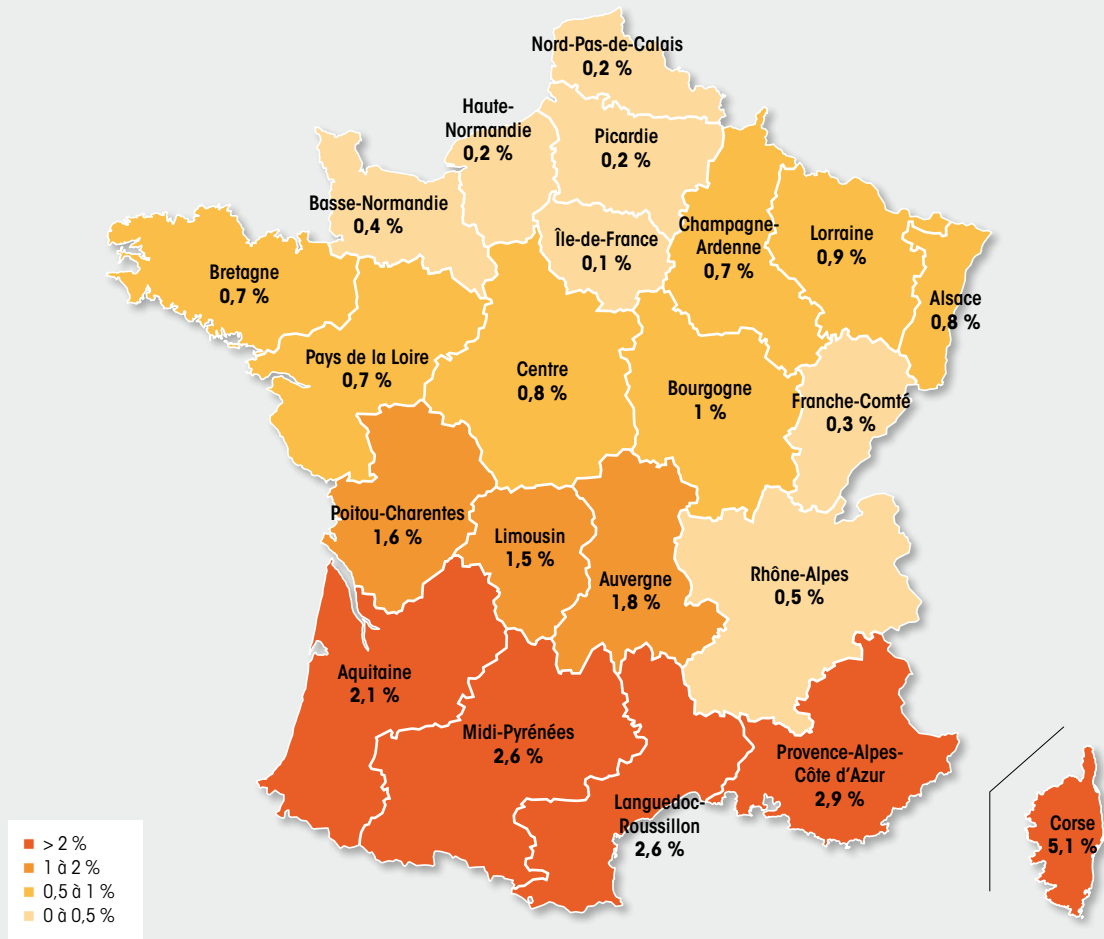 Nord-Pas-de-Calais
0,2 %
Haute-
Normandie
0,2 %
Picardie
0,2 %
Basse-Normandie
0,4 %
Île-de-France
0,1 %
Champagne-
Ardenne
0,7 %
Lorraine
0,9 %
Alsace
0,8 %
Bretagne
0,7 %
Pays de la Loire
0,7 %
Centre
0,8 %
Bourgogne
1 %
Franche-Comté
0,3 %
Poitou-Charentes
1,6 %
Limousin
1,5 %
Auvergne
1,8 %
Rhône-Alpes
0,5 %
Aquitaine
2,1 %
Midi-Pyrénées
2,6 %
Languedoc-
Roussillon
2,6 %
Provence-Alpes-
Côte d'Azur
2,9 %
Corse
5,1 %
> 2 %
1 à 2 %
0,5 à 1 %
0 à 0,5 %